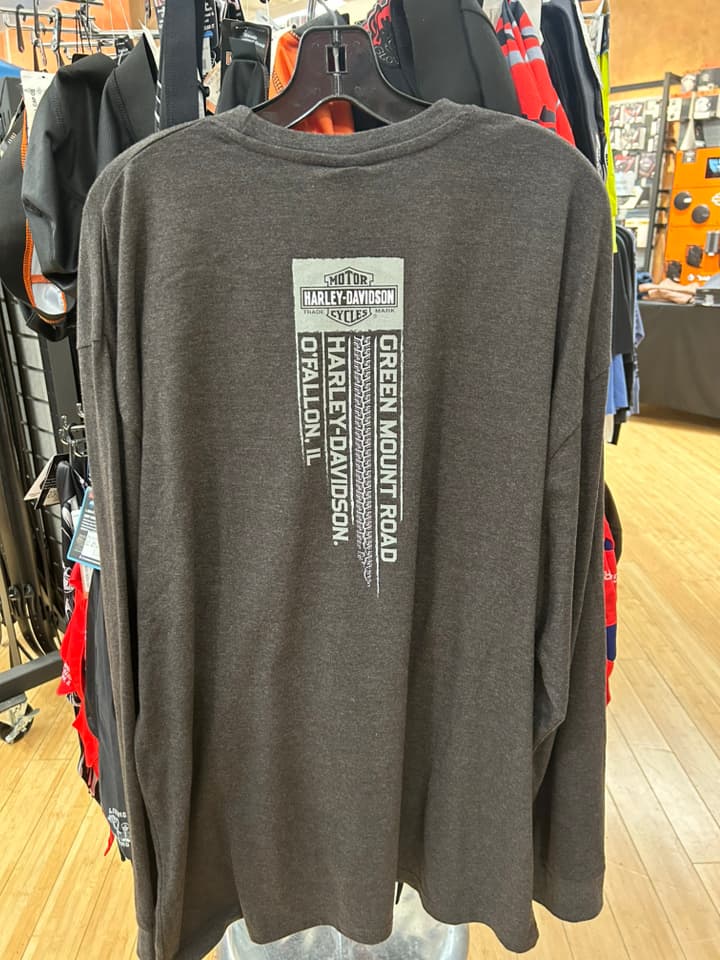 MOTOR
HARLEY-DAVIDSON
TRADE MARK
CYCLES
GREEN MOUNT ROAD
HARLEY-DAVIDSON.
O'FALLON, IL